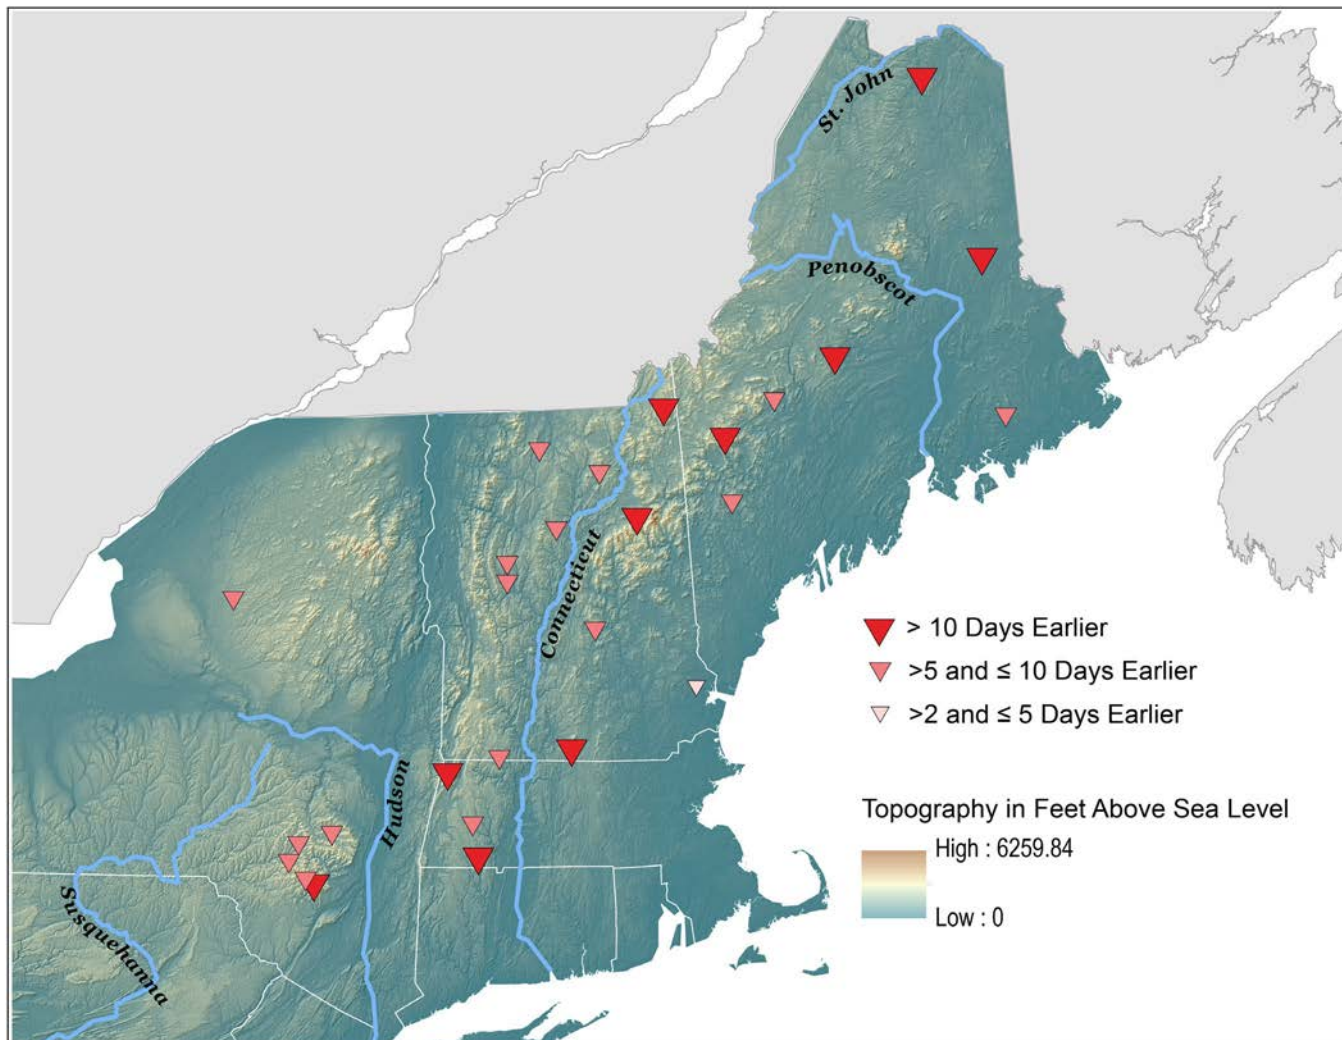 St. John
Penobscot
Connecticut
Hudson
Susquehanna
> 10 Days Earlier
>5 and ≤ 10 Days Earlier
>2 and ≤ 5 Days Earlier
Topography in Feet Above Sea Level
High : 6259.84
Low : 0